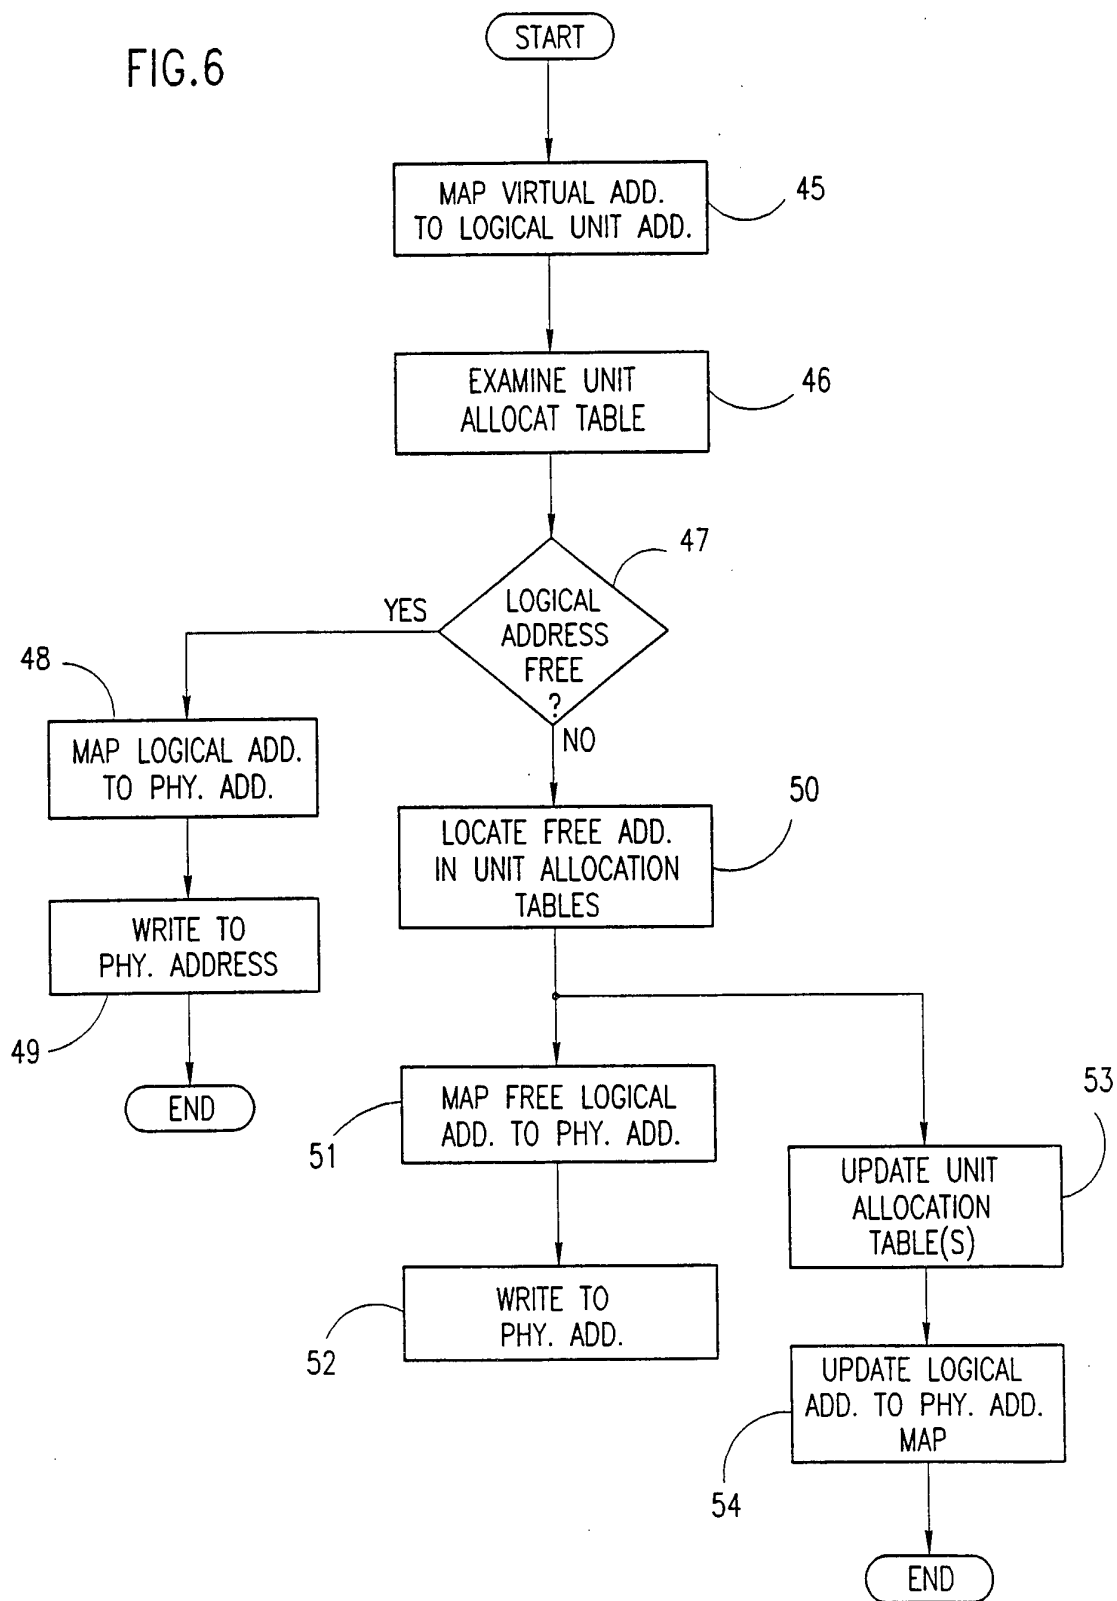 START
FIG.6
MAP VIRTUAL ADD.
TO LOGICAL UNIT ADD.
45
EXAMINE UNIT
ALLOCAT TABLE
46
47
LOGICAL
ADDRESS
FREE
?
YES
NO
48
MAP LOGICAL ADD.
TO PHY. ADD.
WRITE TO
PHY. ADDRESS
49
END
50
LOCATE FREE ADD.
IN UNIT ALLOCATION
TABLES
MAP FREE LOGICAL
ADD. TO PHY. ADD.
51
WRITE TO
PHY. ADD.
52
53
UPDATE UNIT
ALLOCATION
TABLE(S)
UPDATE LOGICAL
ADD. TO PHY. ADD.
MAP
54
END